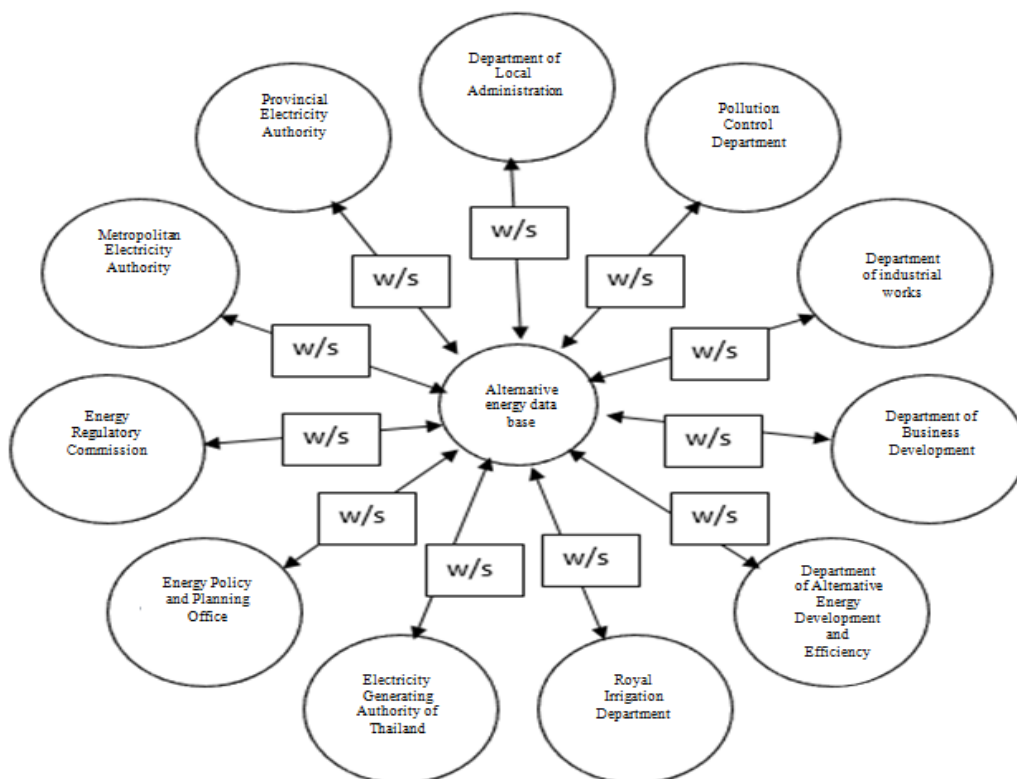 Department of
Local
Administration
Provincial
Electricity
Authority
Pollution
Control
Department
w/s
Metropolitan
Electricity
Authority
w/s
w/s
Department
of industrial
works
w/s
w/s
Alternative
energy data
base
Energy
Regulatory
Commission
w/s
w/s
Department of
Business
Development
w/s
w/s
Energy Policy
and Planning
Office
w/s
w/s
Department
of Alternative
Energy
Development
and
Efficiency
Electricity
Generating
Authority of
Thailand
Royal
Irrigation
Department